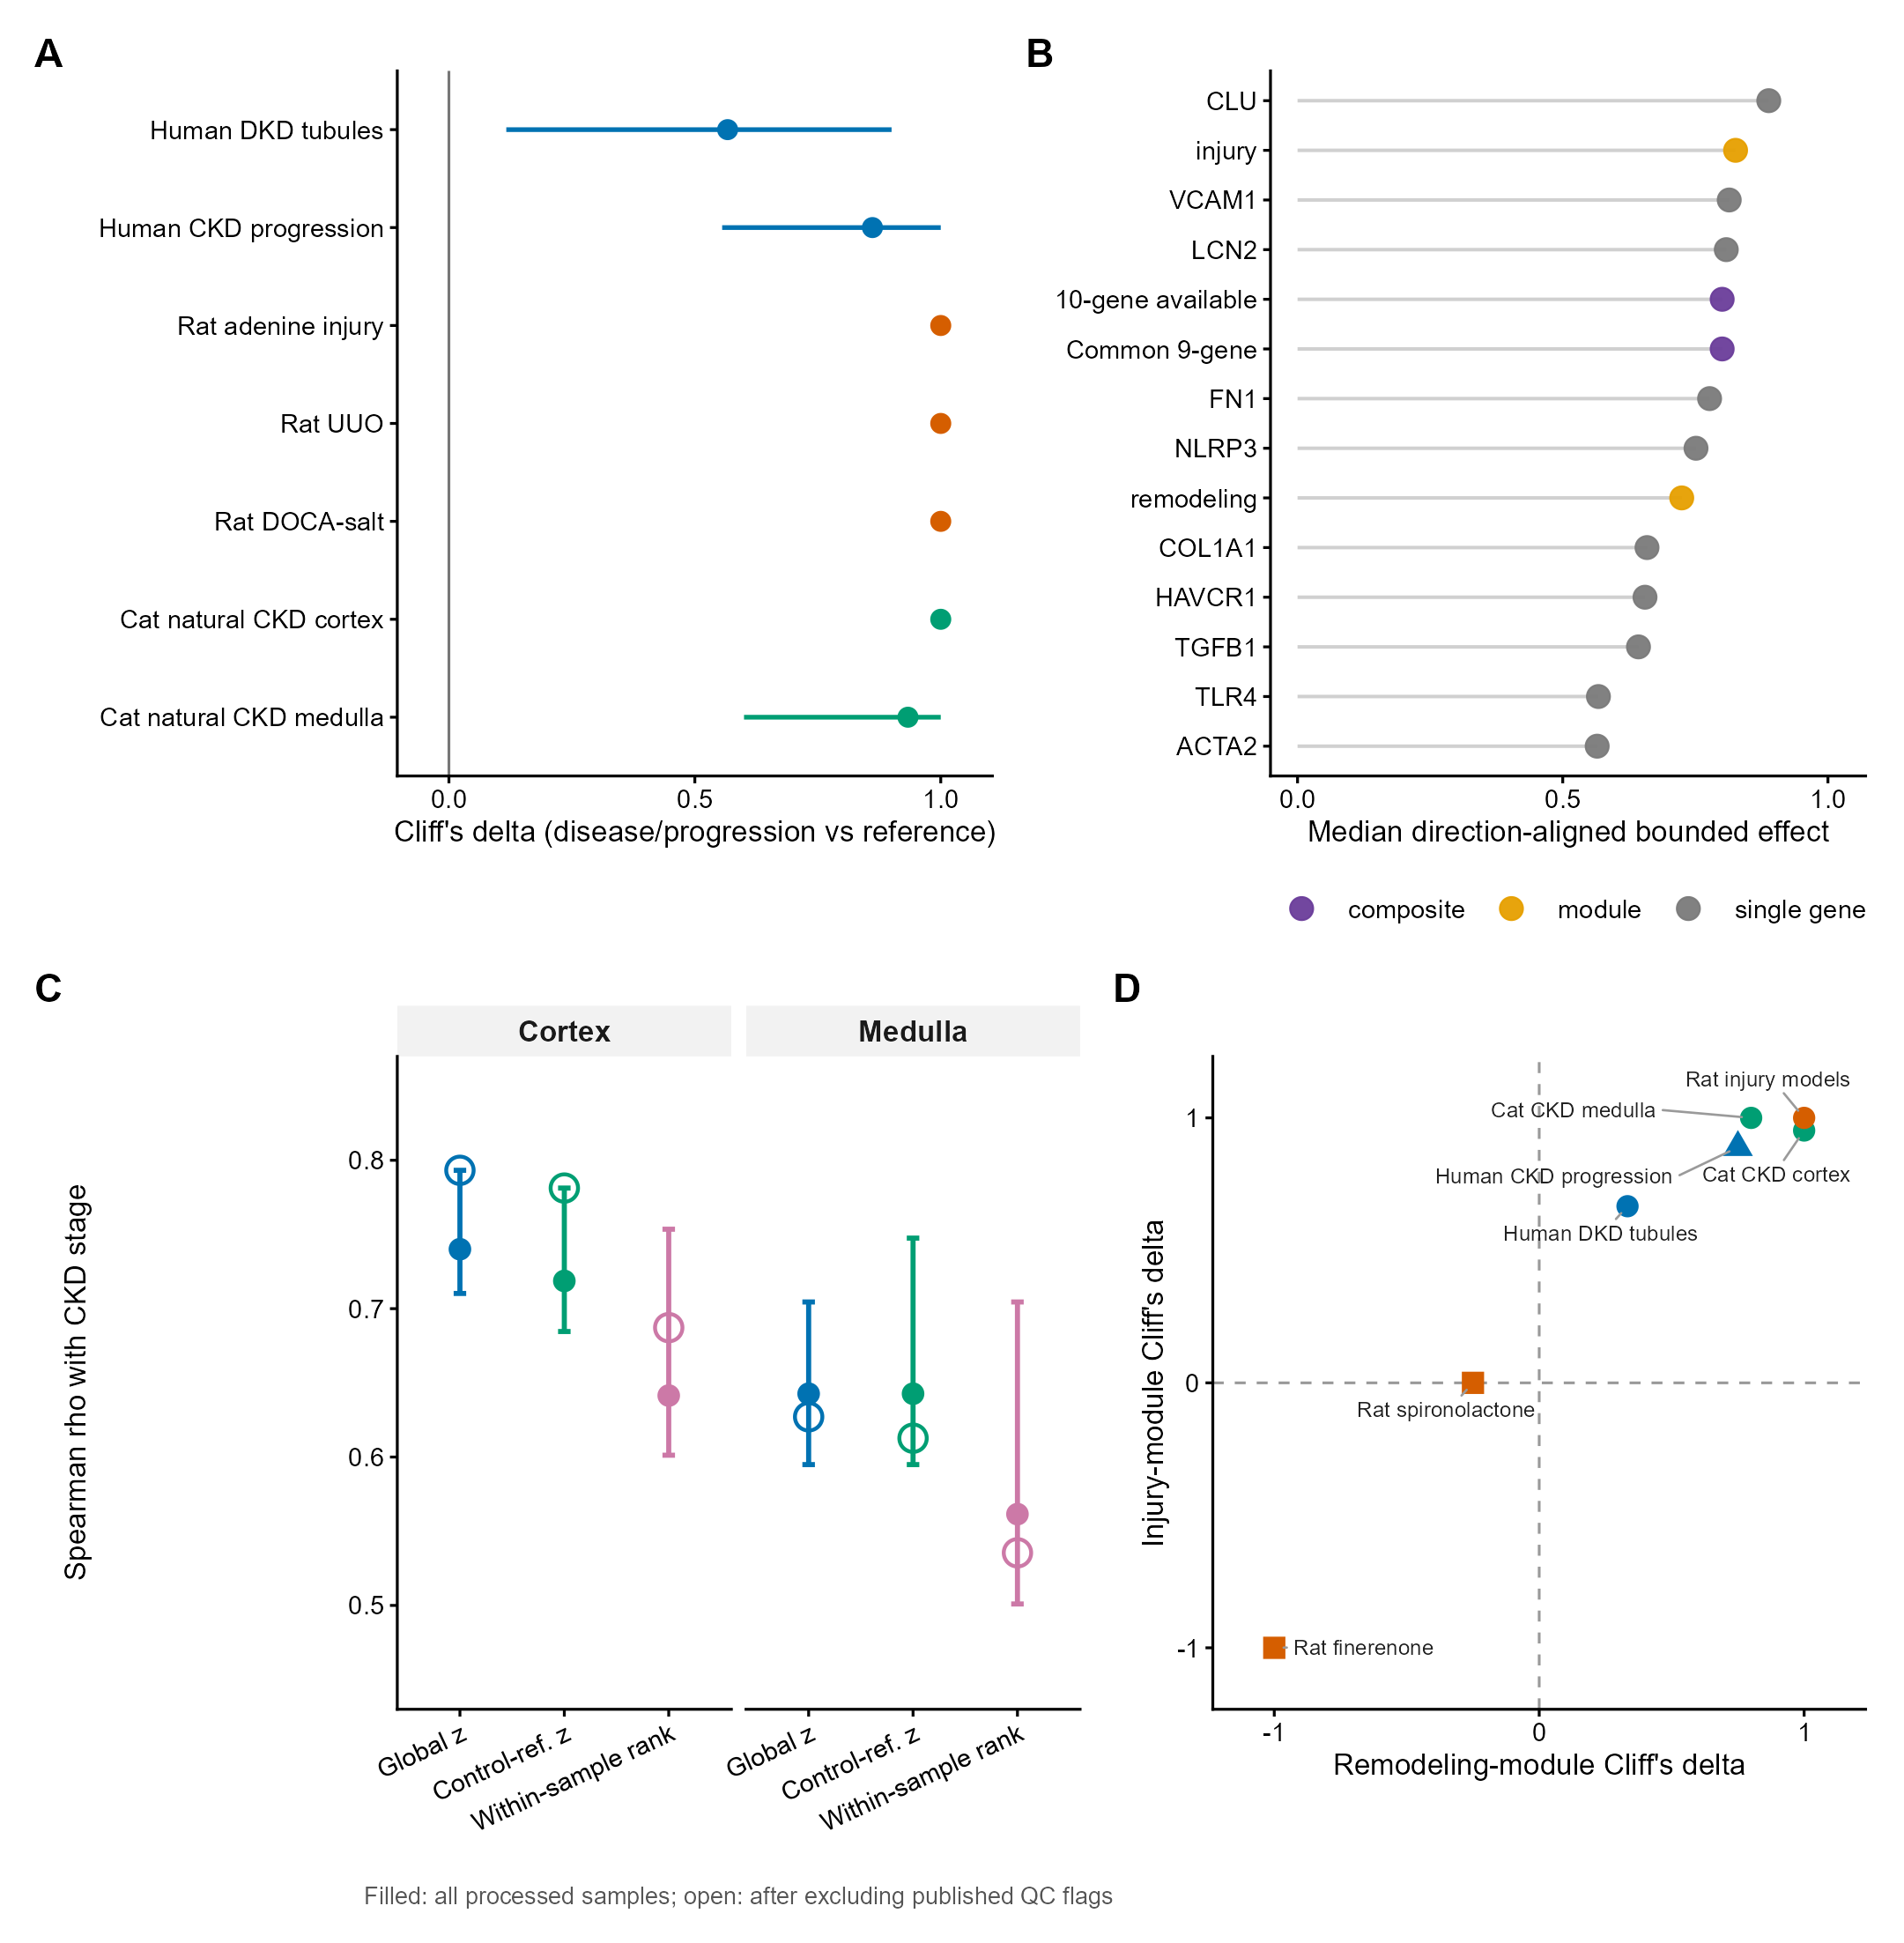 A
Human DKD tubules
Human CKD progression
Rat adenine injury
Rat UUO
Rat DOCA-salt
Cat natural CKD cortex
Cat natural CKD medulla
0.0
0.5
1.0
Cliff's delta (disease/progression vs reference)
B
CLU
injury
VCAM1
LCN2
10-gene available
Common 9-gene
FN1
NLRP3
remodeling
COL1A1
HAVCR1
TGFB1
TLR4
ACTA2
0.0
0.5
1.0
Median direction-aligned bounded effect
composite
module
single gene
C
Cortex
Medulla
Spearman rho with CKD stage
0.8
0.7
0.6
0.5
Global z
Control-ref. z
Within-sample rank
Global z
Control-ref. z
Within-sample rank
Filled: all processed samples; open: after excluding published QC flags
D
Injury-module Cliff's delta
1
0
-1
Rat injury models
Cat CKD medulla
Human CKD progression
Cat CKD cortex
Human DKD tubules
Rat spironolactone
Rat finerenone
-1
0
1
Remodeling-module Cliff's delta